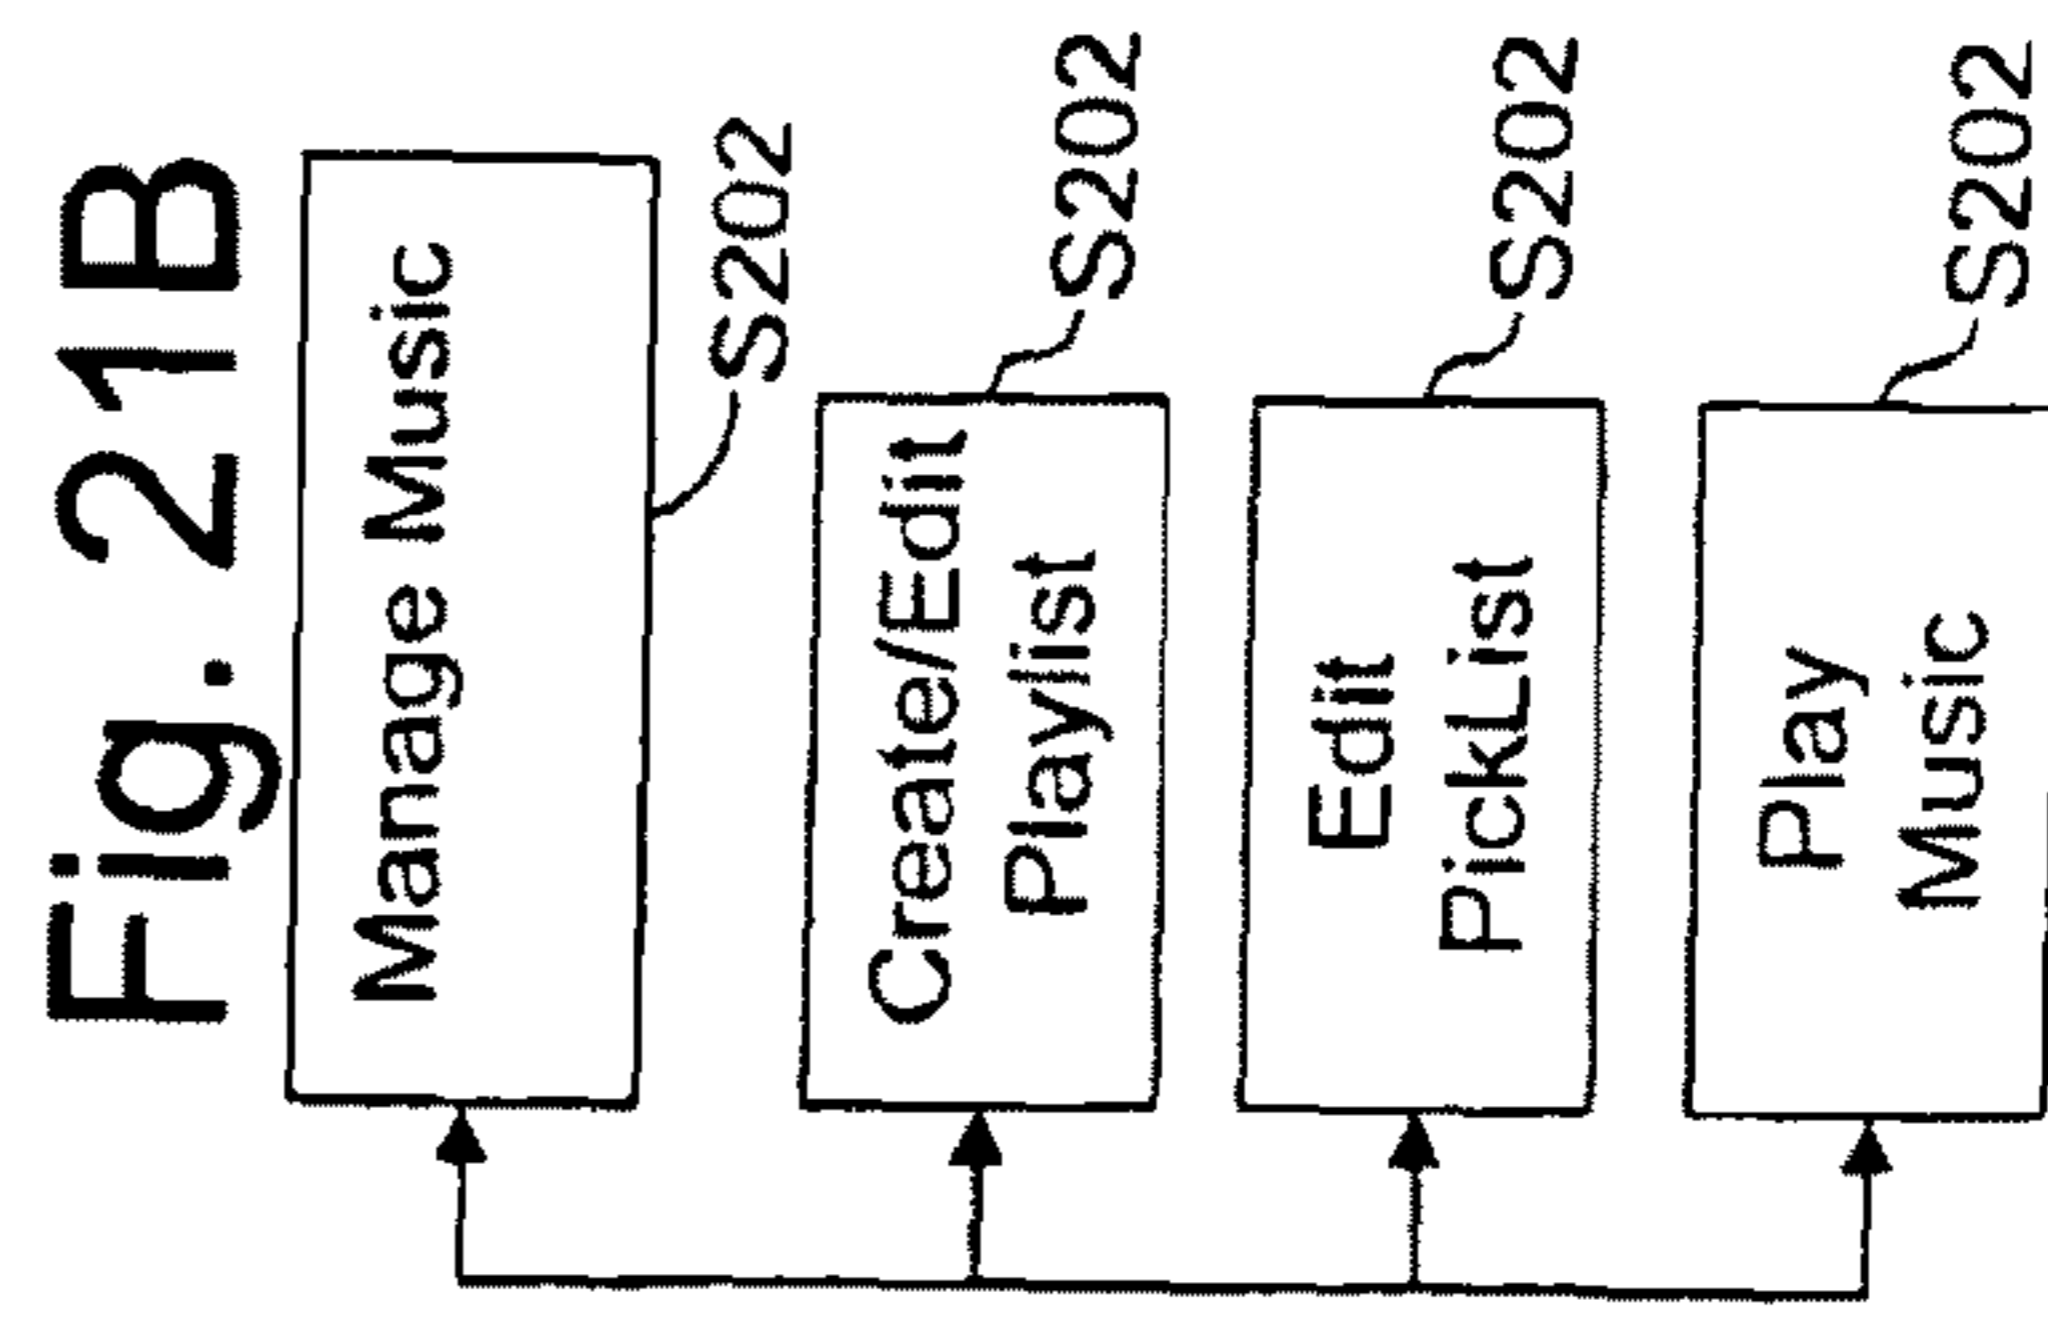 Fig. 21B
Manage Music
S202
Create/Edit
Playlist
S202
Edit
PickList
S202
Play
Music
S202